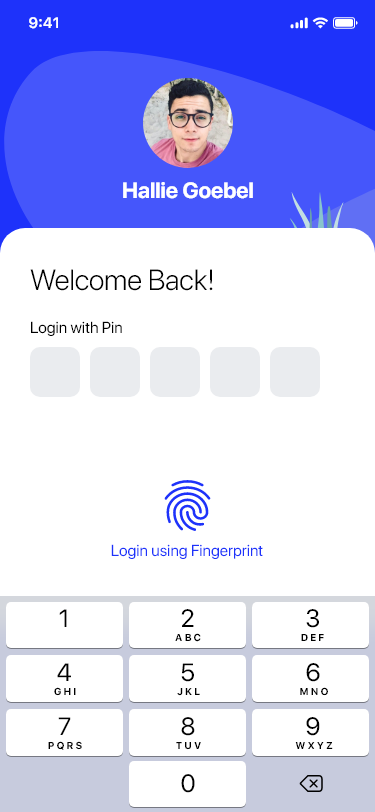 9:41
Hallie Goebel
Welcome Back!
Login with Pin
Login using Fingerprint
1 2 3
ABC DEF
4 5 6
GHI JKL MNO
7 8 9
PQRS TUV WXYZ
0